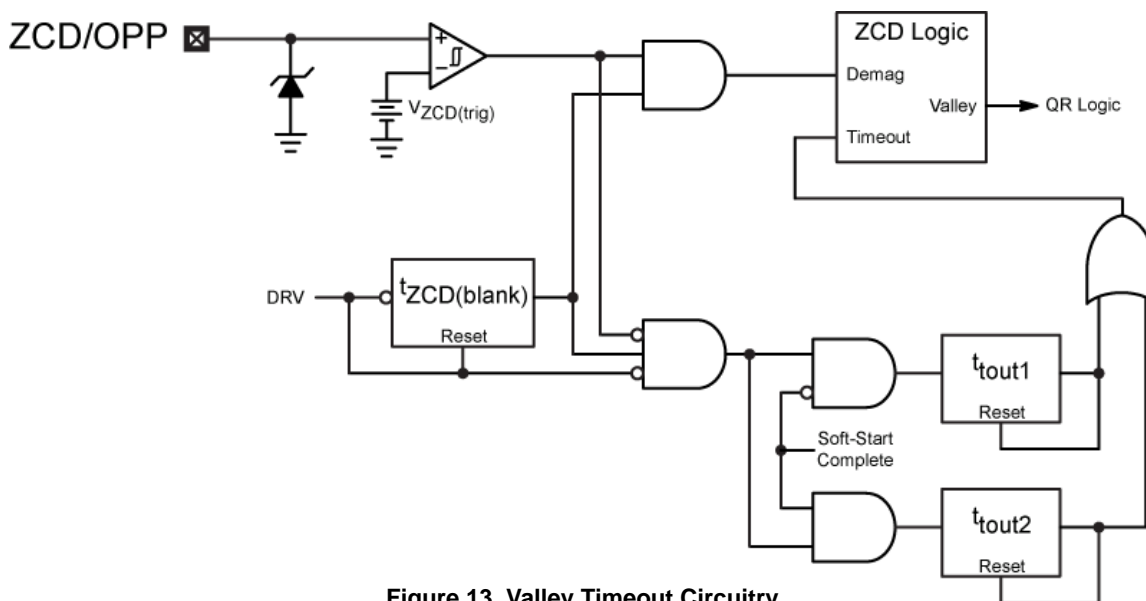 ZCD/OPP
VZCD(trig)
ZCD Logic
Demag
Valley
QR Logic
Timeout
DRV
tZCD(blank)
Reset
ttout1
Reset
Soft-Start
Complete
ttout2
Reset
Figure 13. Valley Timeout Circuitry